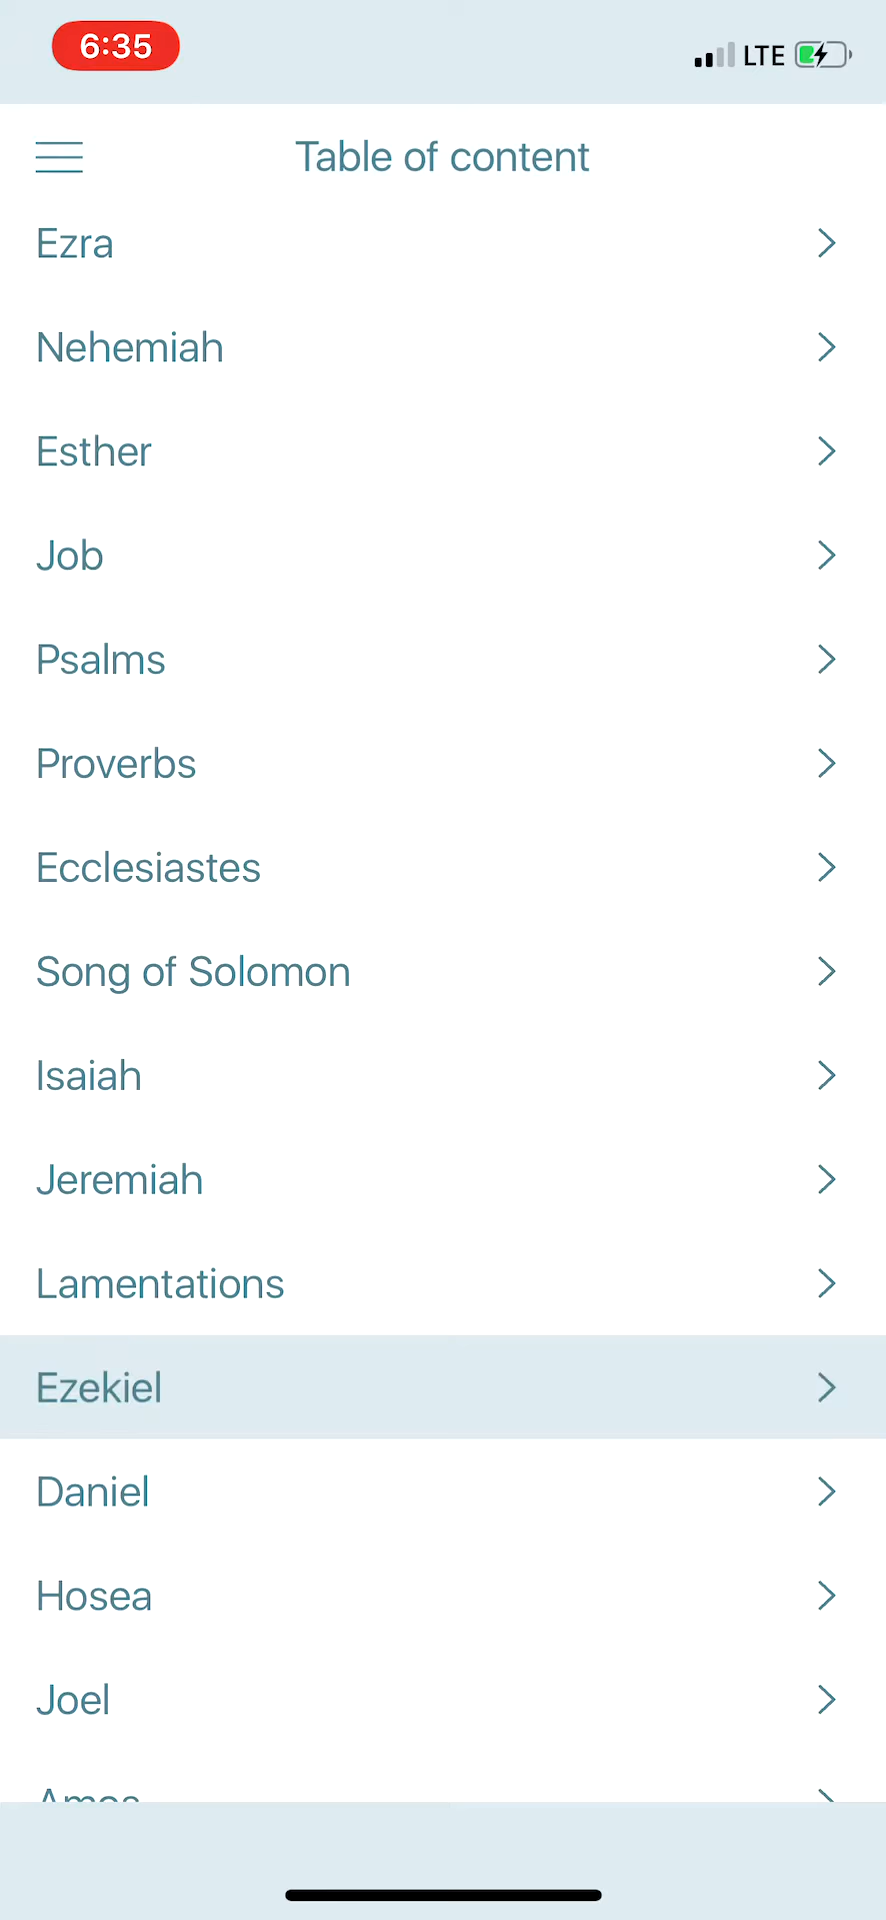 6:35
LTE
Table of content
Ezra
Nehemiah
Esther
Job
Psalms
Proverbs
Ecclesiastes
Song of Solomon
Isaiah
Jeremiah
Lamentations
Ezekiel
Daniel
Hosea
Joel
Amos